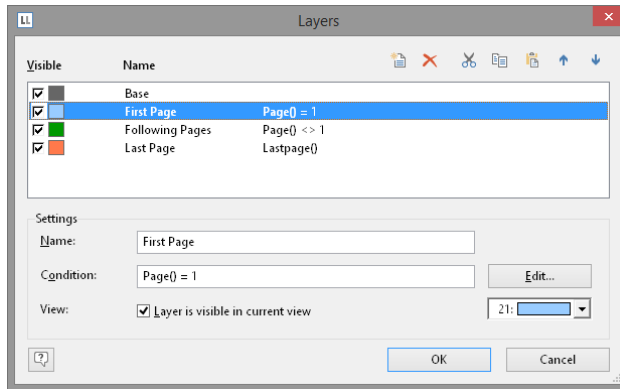 LL Layers
Visible Name
Base
First Page Page() = 1
Following Pages Page() <> 1
Last Page Lastpage()
Settings
Name: First Page
Condition: Page() = 1 Edit...
View: Layer is visible in current view 21:
OK Cancel